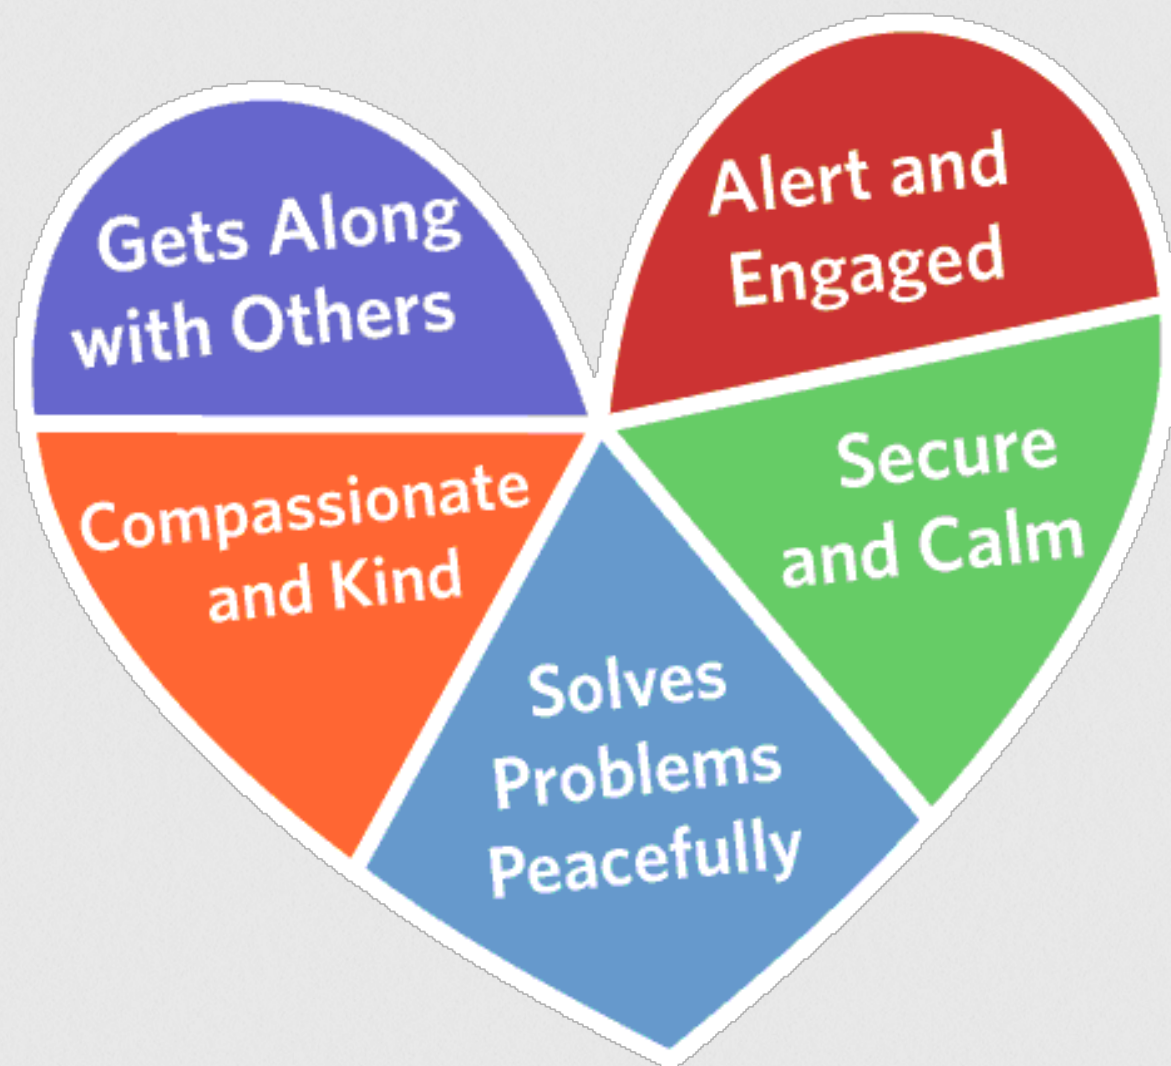 Gets Along
with Others
Alert and
Engaged
Compassionate
and Kind
Secure
and Calm
Solves
Problems
Peacefully